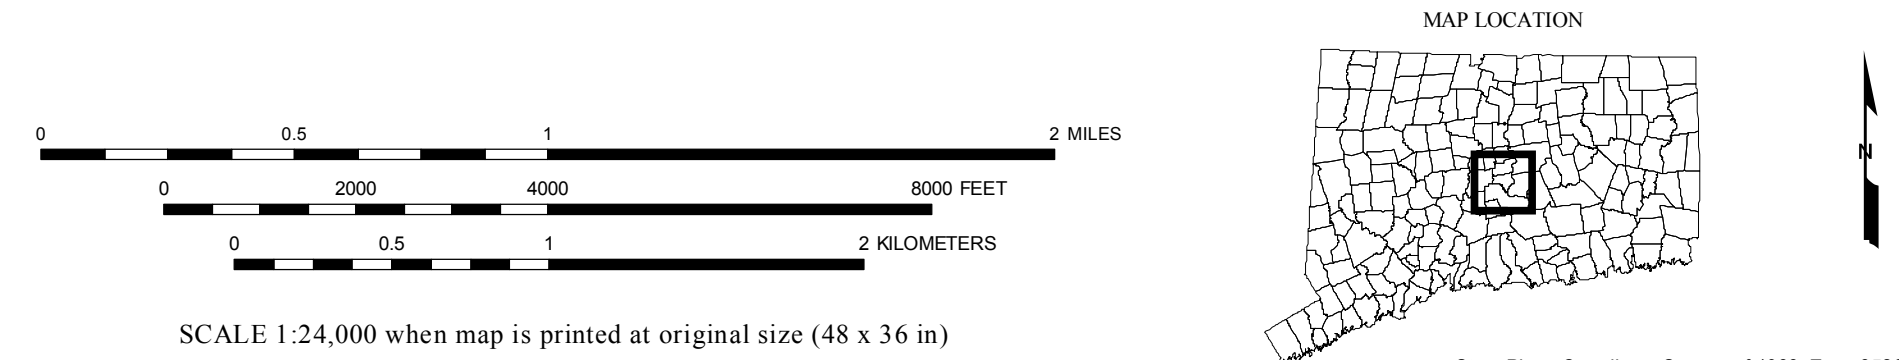 MAP LOCATION
0 0.5 1 2 MILES
0 2000 4000 8000 FEET
N
0 0.5 1 2 KILOMETERS
SCALE 1:24,000 when map is printed at original size (48 x 36 in)